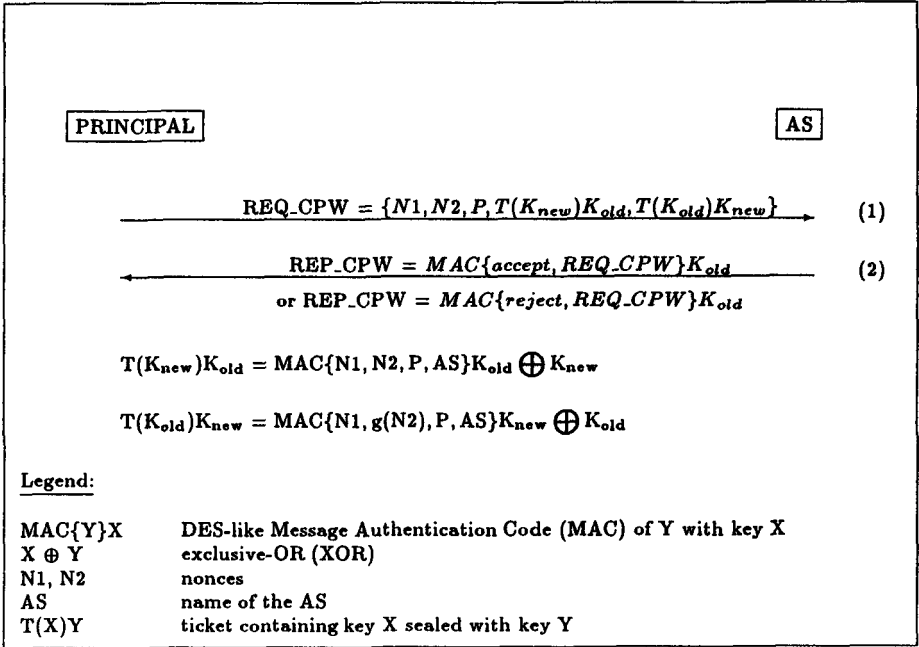 PRINCIPAL AS
REQ_CPW = {N1, N2, P, T(K_new)K_old, T(K_old)K_new} (1)
REP_CPW = MAC{accept, REQ_CPW}K_old (2)
or REP_CPW = MAC{reject, REQ_CPW}K_old
T(K_new)K_old = MAC{N1, N2, P, AS}K_old ⊕ K_new
T(K_old)K_new = MAC{N1, g(N2), P, AS}K_new ⊕ K_old
Legend:
MAC{Y}X DES-like Message Authentication Code (MAC) of Y with key X
X ⊕ Y exclusive-OR (XOR)
N1, N2 nonces
AS name of the AS
T(X)Y ticket containing key X sealed with key Y